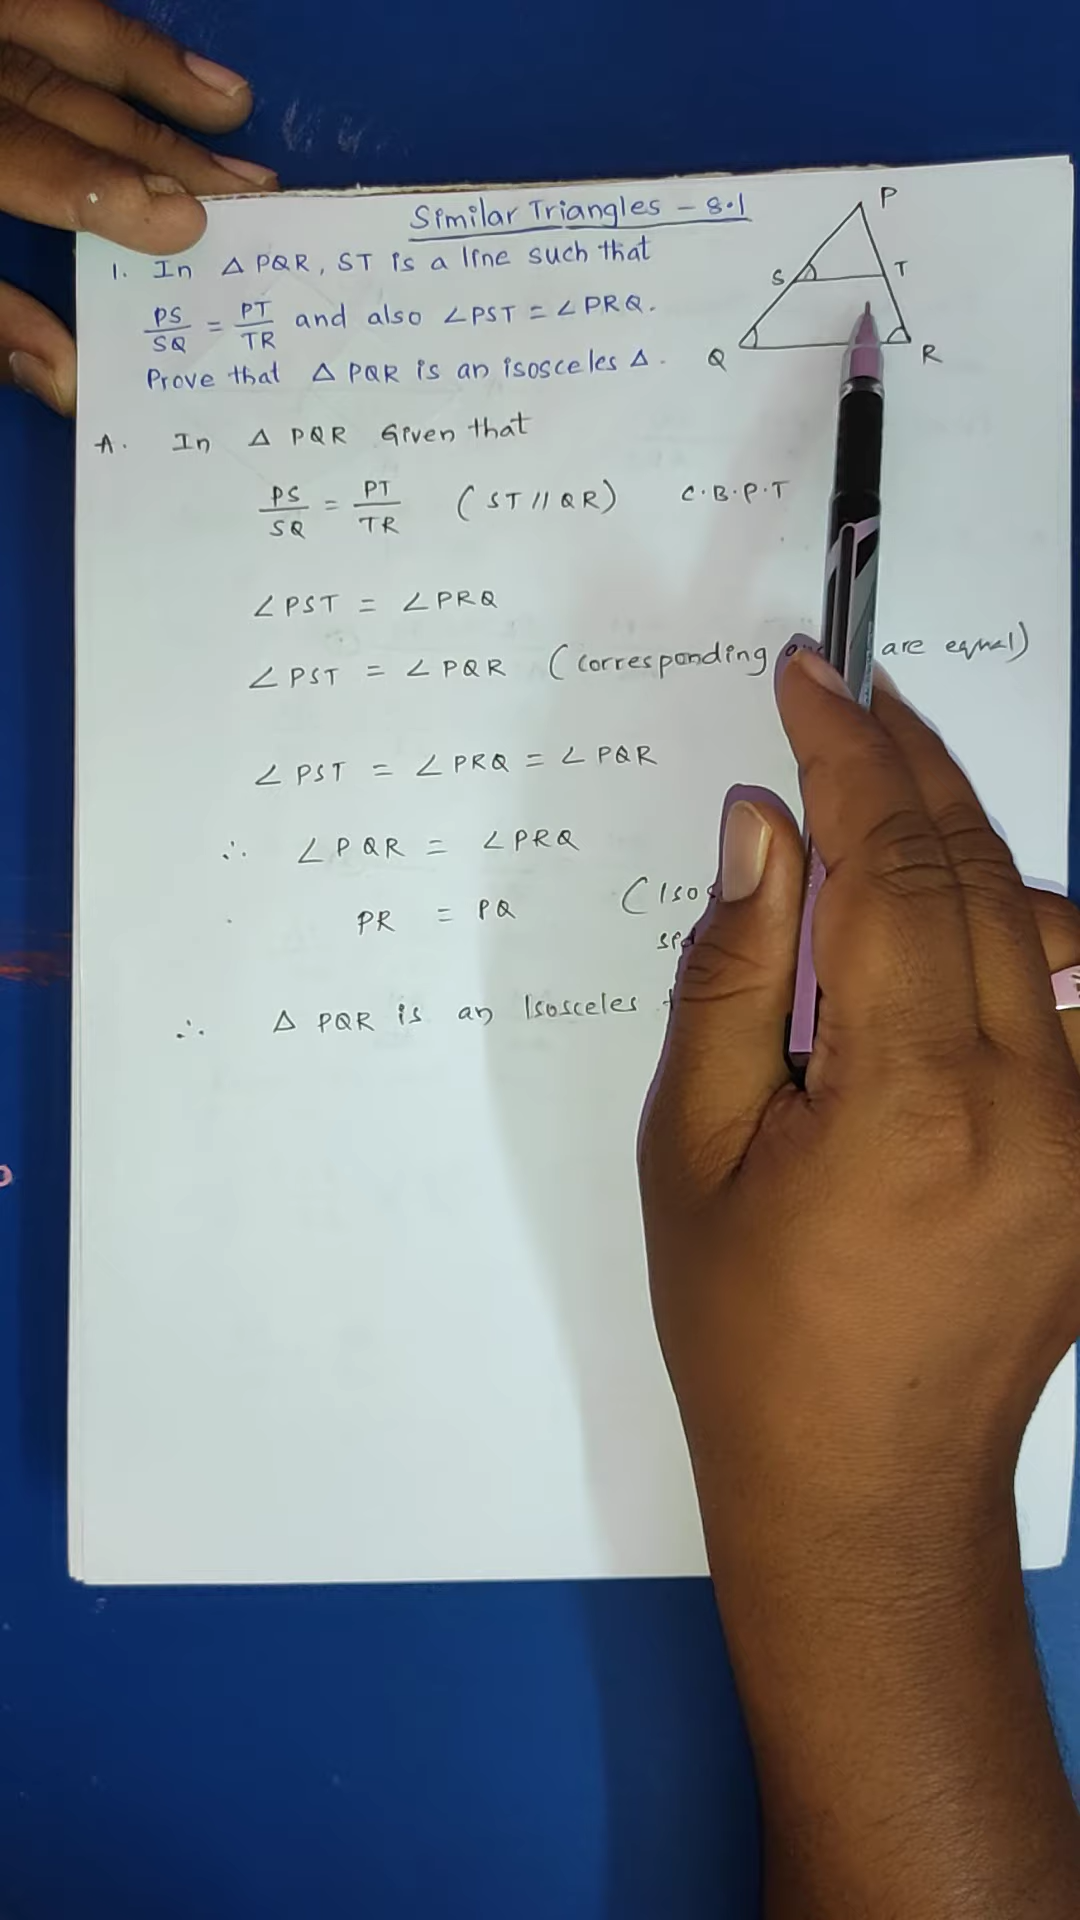 Similar Triangles - 8.1
1. In Δ PQR, ST is a line such that
PS/SQ = PT/TR and also ∠PST = ∠PRQ.
Prove that Δ PQR is an isosceles Δ.
P
S
T
Q
R
A. In Δ PQR Given that
PS/SQ = PT/TR (ST // QR) C.B.P.T
∠PST = ∠PRQ
∠PST = ∠PQR (corresponding are equal)
∠PST = ∠PRQ = ∠PQR
∴ ∠PQR = ∠PRQ
PR = PQ
∴ Δ PQR is an Isosceles